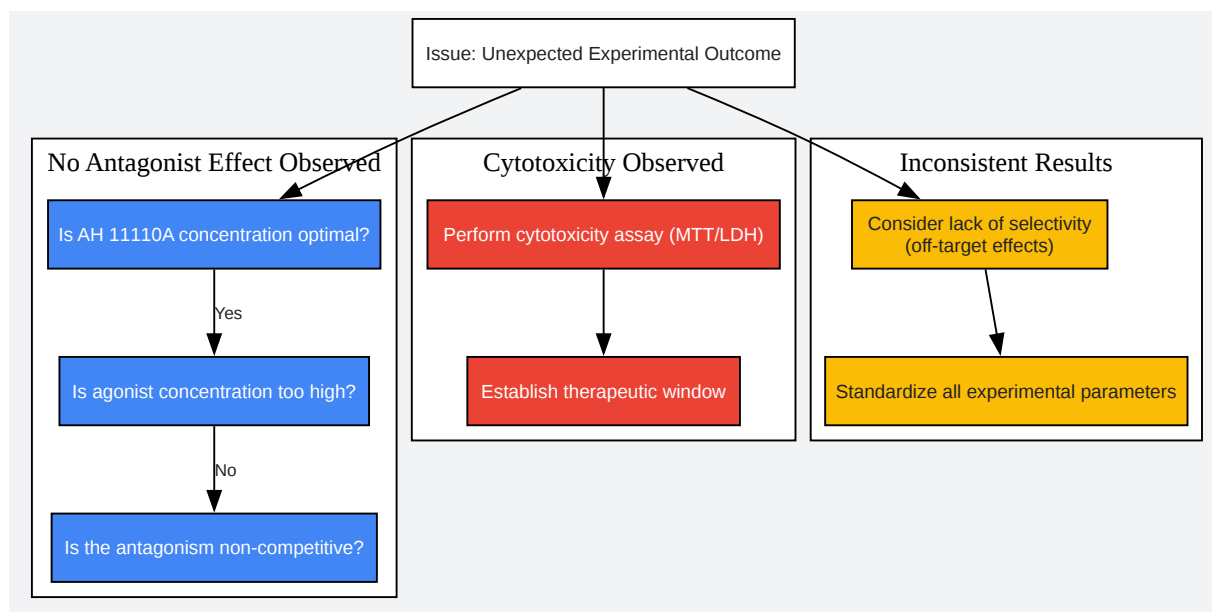 Issue: Unexpected Experimental Outcome
No Antagonist Effect Observed
Is AH 11110A concentration optimal?
Yes
Is agonist concentration too high?
No
Is the antagonism non-competitive?
Cytotoxicity Observed
Perform cytotoxicity assay (MTT/LDH)
Establish therapeutic window
Inconsistent Results
Consider lack of selectivity
(off-target effects)
Standardize all experimental parameters